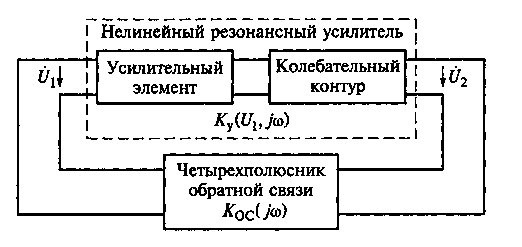 Нелинейный резонансный усилитель
U̇₁
Усилительный элемент
Колебательный контур
U̇₂
Kу(U₁, jω)
Четырехполюсник
обратной связи
KОС(jω)